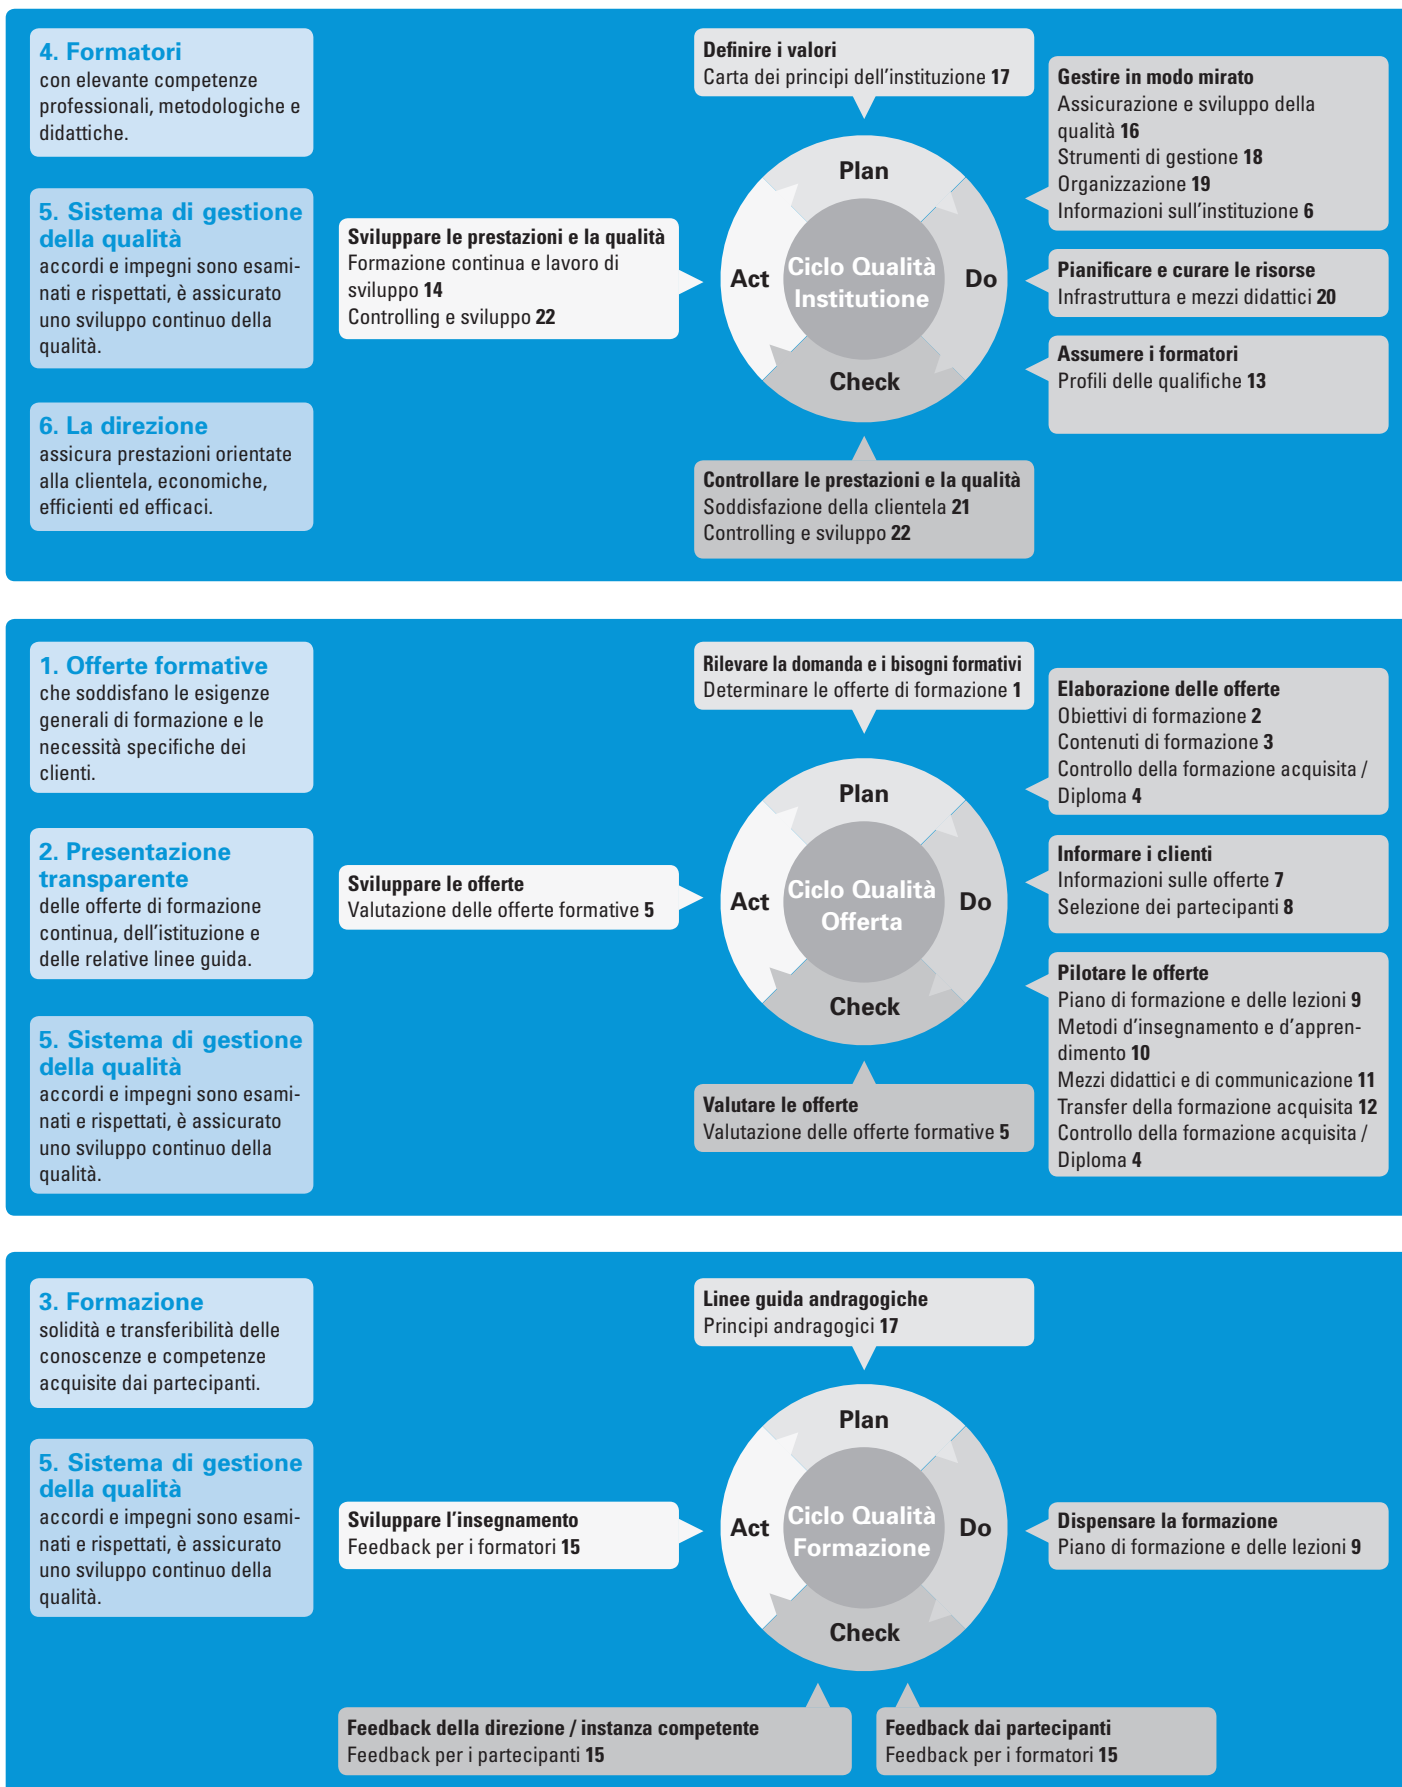 4. Formatori
con elevante competenze
professionali, metodologiche e
didattiche.
5. Sistema di gestione
della qualità
accordi e impegni sono esami-
nati e rispettati, è assicurato
uno sviluppo continuo della
qualità.
6. La direzione
assicura prestazioni orientate
alla clientela, economiche,
efficienti ed efficaci.
Sviluppare le prestazioni e la qualità
Formazione continua e lavoro di
sviluppo 14
Controlling e sviluppo 22
Definire i valori
Carta dei principi dell'instituzione 17
Plan
Act
Ciclo Qualità
Institutione
Do
Check
Controllare le prestazioni e la qualità
Soddisfazione della clientela 21
Controlling e sviluppo 22
Gestire in modo mirato
Assicurazione e sviluppo della
qualità 16
Strumenti di gestione 18
Organizzazione 19
Informazioni sull'instituzione 6
Pianificare e curare le risorse
Infrastruttura e mezzi didattici 20
Assumere i formatori
Profili delle qualifiche 13
1. Offerte formative
che soddisfano le esigenze
generali di formazione e le
necessità specifiche dei
clienti.
2. Presentazione
transparente
delle offerte di formazione
continua, dell'istituzione e
delle relative linee guida.
5. Sistema di gestione
della qualità
accordi e impegni sono esami-
nati e rispettati, è assicurato
uno sviluppo continuo della
qualità.
Sviluppare le offerte
Valutazione delle offerte formative 5
Rilevare la domanda e i bisogni formativi
Determinare le offerte di formazione 1
Plan
Act
Ciclo Qualità
Offerta
Do
Check
Valutare le offerte
Valutazione delle offerte formative 5
Elaborazione delle offerte
Obiettivi di formazione 2
Contenuti di formazione 3
Controllo della formazione acquisita /
Diploma 4
Informare i clienti
Informazioni sulle offerte 7
Selezione dei partecipanti 8
Pilotare le offerte
Piano di formazione e delle lezioni 9
Metodi d'insegnamento e d'appren-
dimento 10
Mezzi didattici e di communicazione 11
Transfer della formazione acquisita 12
Controllo della formazione acquisita /
Diploma 4
3. Formazione
solidità e transferibilità delle
conoscenze e competenze
acquisite dai partecipanti.
5. Sistema di gestione
della qualità
accordi e impegni sono esami-
nati e rispettati, è assicurato
uno sviluppo continuo della
qualità.
Sviluppare l'insegnamento
Feedback per i formatori 15
Linee guida andragogiche
Principi andragogici 17
Plan
Act
Ciclo Qualità
Formazione
Do
Check
Dispensare la formazione
Piano di formazione e delle lezioni 9
Feedback della direzione / instanza competente
Feedback per i partecipanti 15
Feedback dai partecipanti
Feedback per i formatori 15